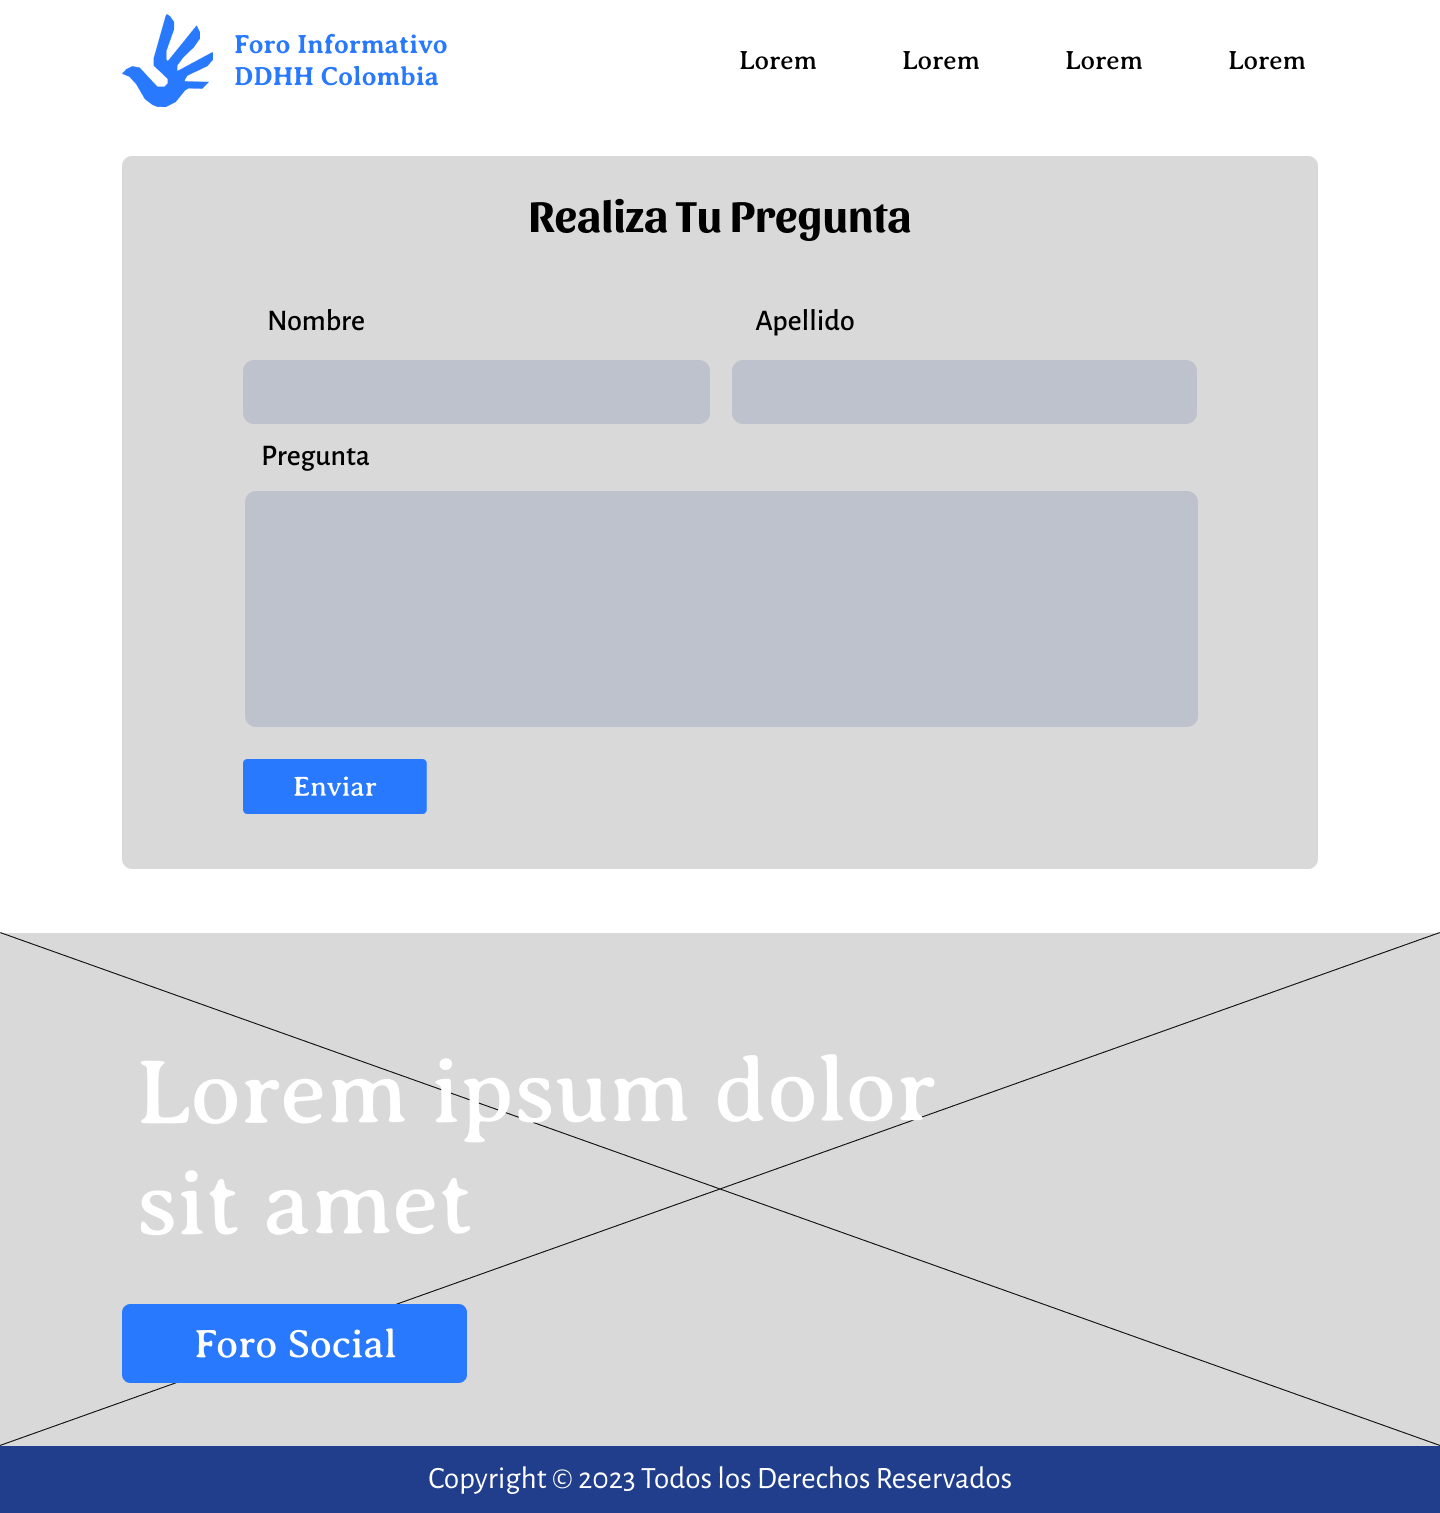 Foro Informativo
DDHH Colombia
Lorem Lorem Lorem Lorem
Realiza Tu Pregunta
Nombre Apellido
Pregunta
Enviar
Lorem ipsum dolor
sit amet
Foro Social
Copyright © 2023 Todos los Derechos Reservados